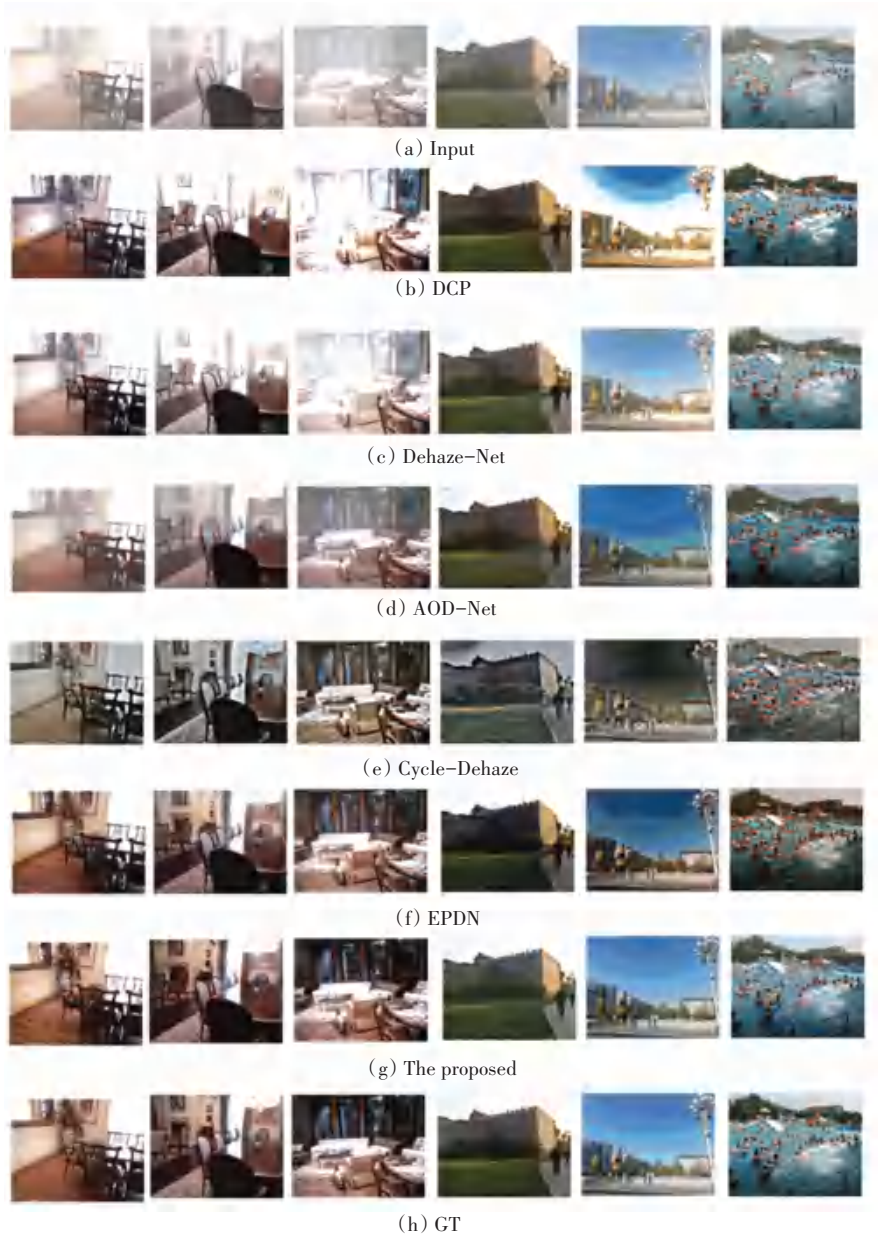 (a) Input
(b) DCP
(c) Dehaze-Net
(d) AOD-Net
(e) Cycle-Dehaze
(f) EPDN
(g) The proposed
(h) GT